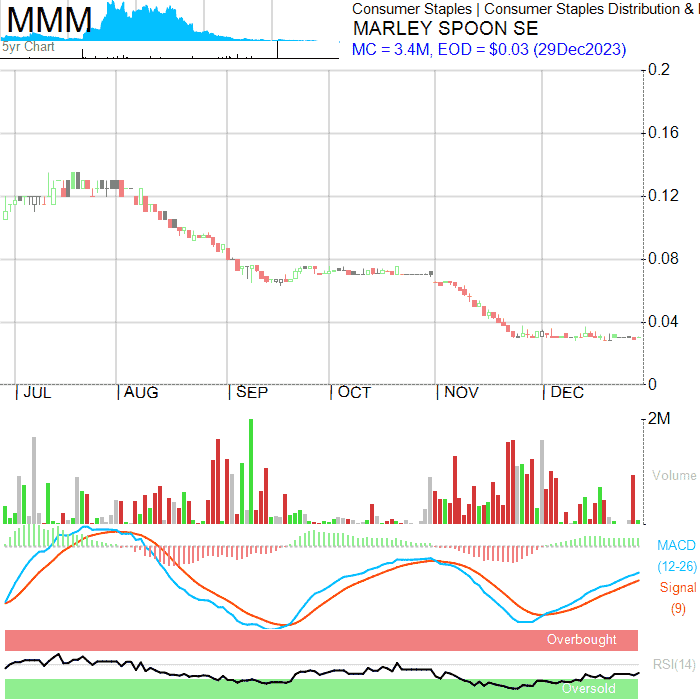 MMM
5yr Chart
Consumer Staples | Consumer Staples Distribution &
MARLEY SPOON SE
MC = 3.4M, EOD = $0.03 (29Dec2023)
0.2
0.16
0.12
0.08
0.04
0
JUL AUG SEP OCT NOV DEC
2M
Volume
MACD
(12-26)
Signal
(9)
Overbought
RSI(14)
Oversold